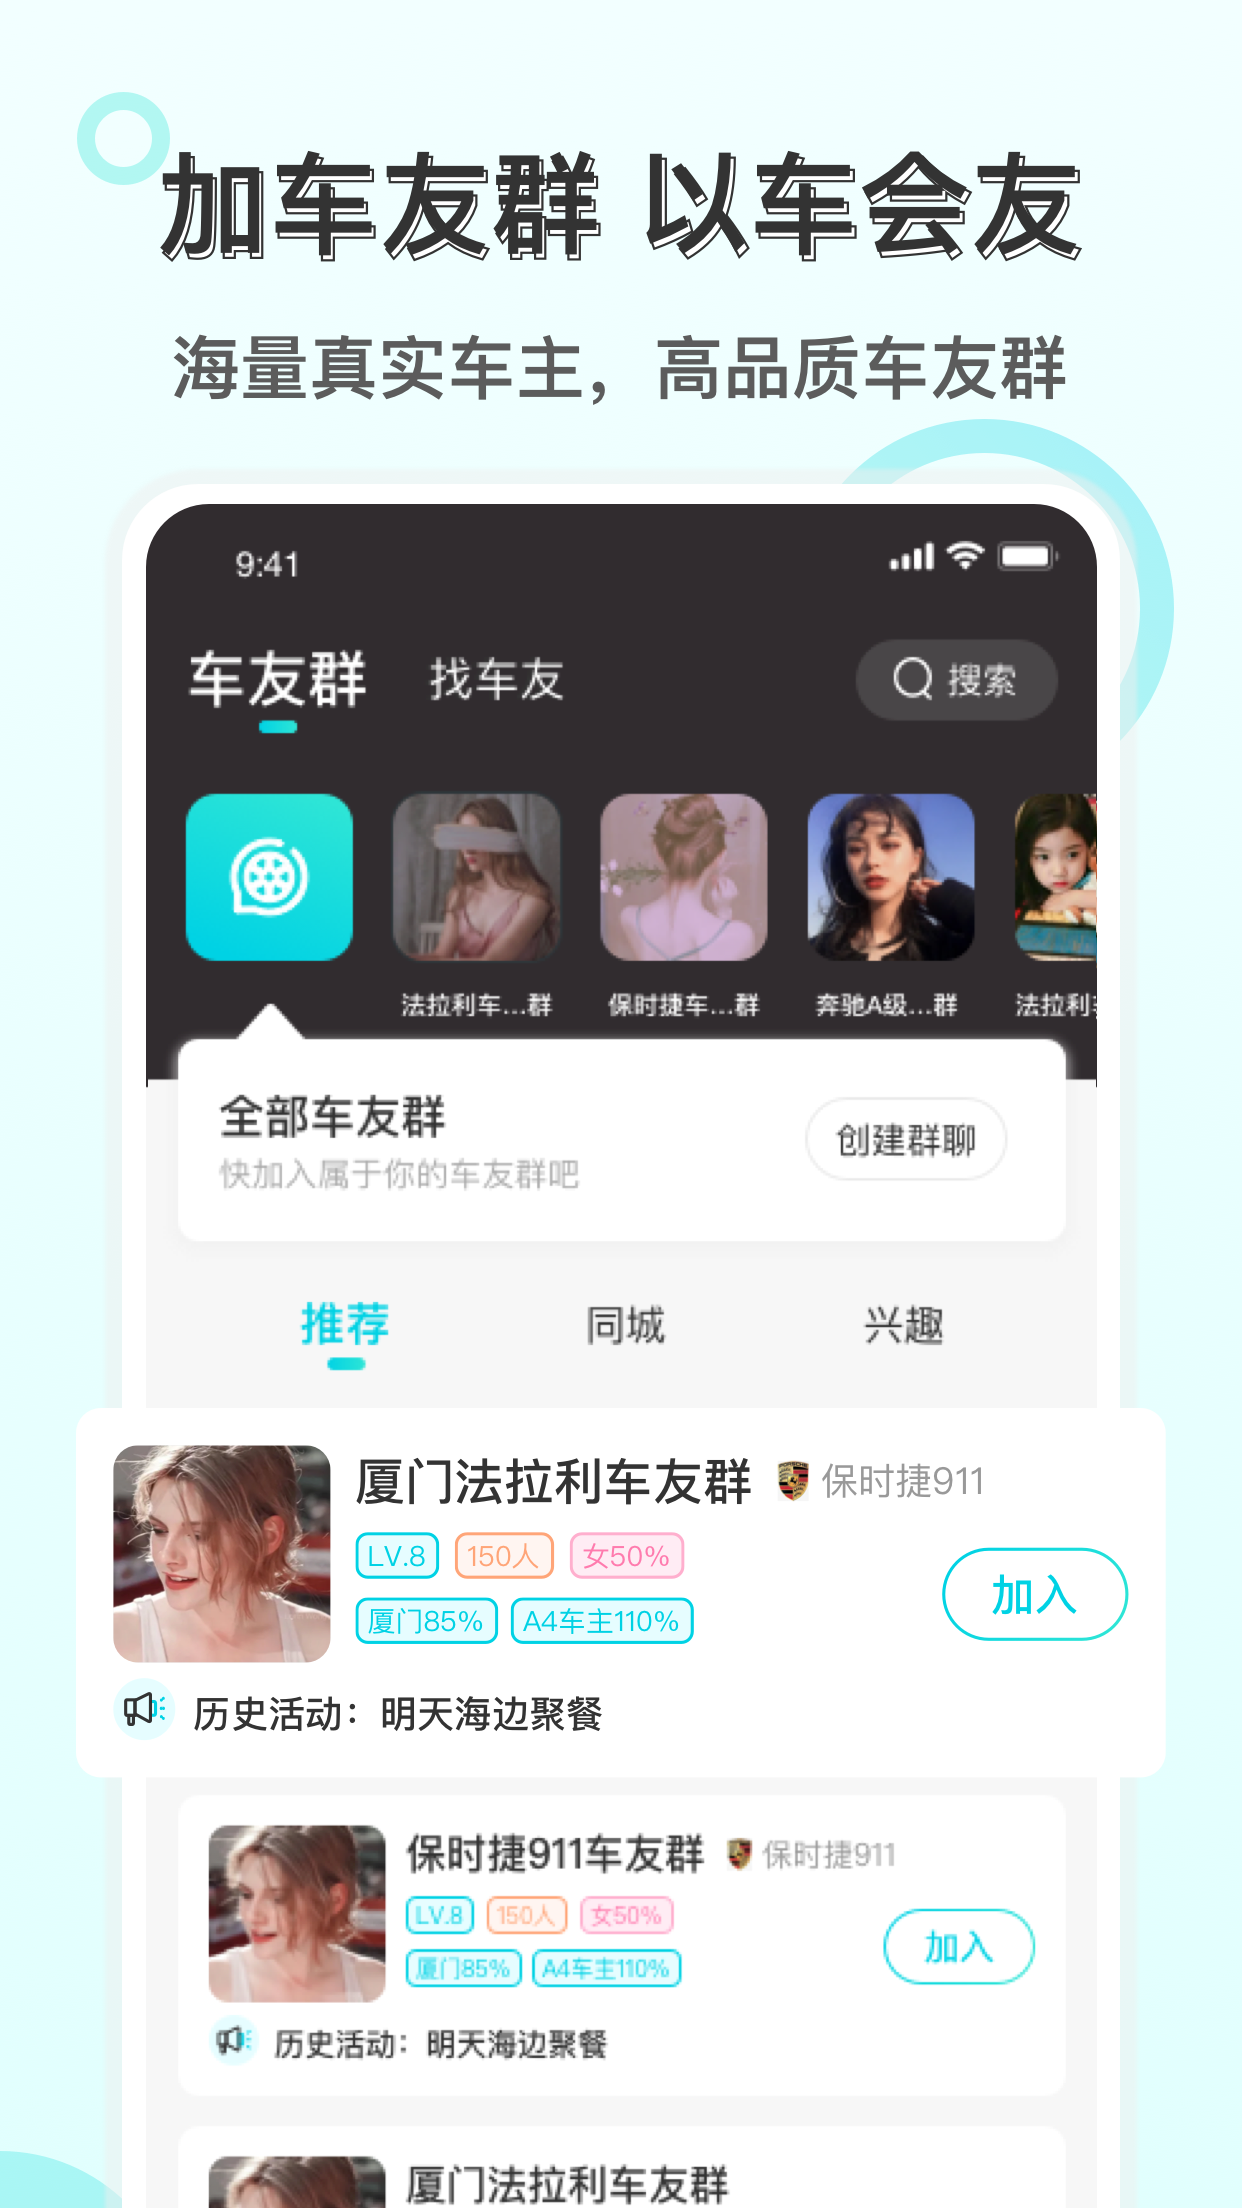 加车友群 以车会友
海量真实车主，高品质车友群
9:41
车友群 找车友 搜索
法拉利车...群 保时捷车...群 奔驰A级...群 法拉利
全部车友群
快加入属于你的车友群吧
创建群聊
推荐 同城 兴趣
厦门法拉利车友群 保时捷911
LV.8 150人 女50%
厦门85% A4车主110%
加入
历史活动：明天海边聚餐
保时捷911车友群 保时捷911
LV.8 150人 女50%
厦门85% A4车主110%
加入
历史活动：明天海边聚餐
厦门法拉利车友群